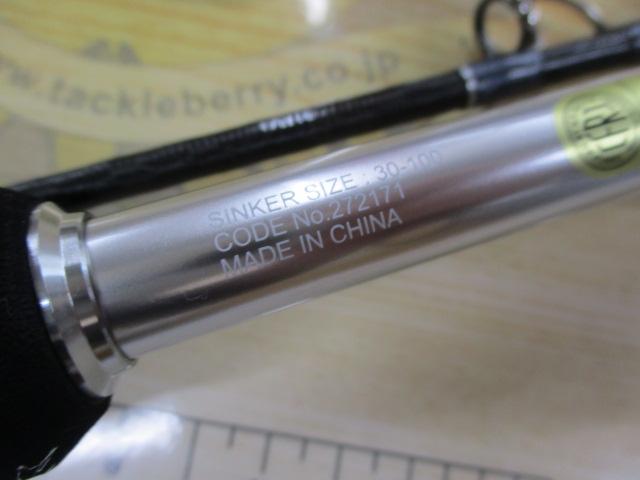 www.tackleberry.co.jp
SINKER SIZE : 30-100
CODE No.272171
MADE IN CHINA